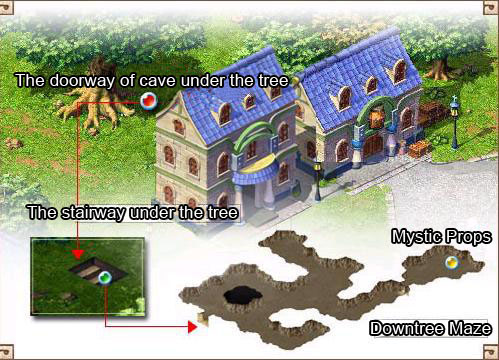 The doorway of cave under the tree
The stairway under the tree
Mystic Props
Downtree Maze